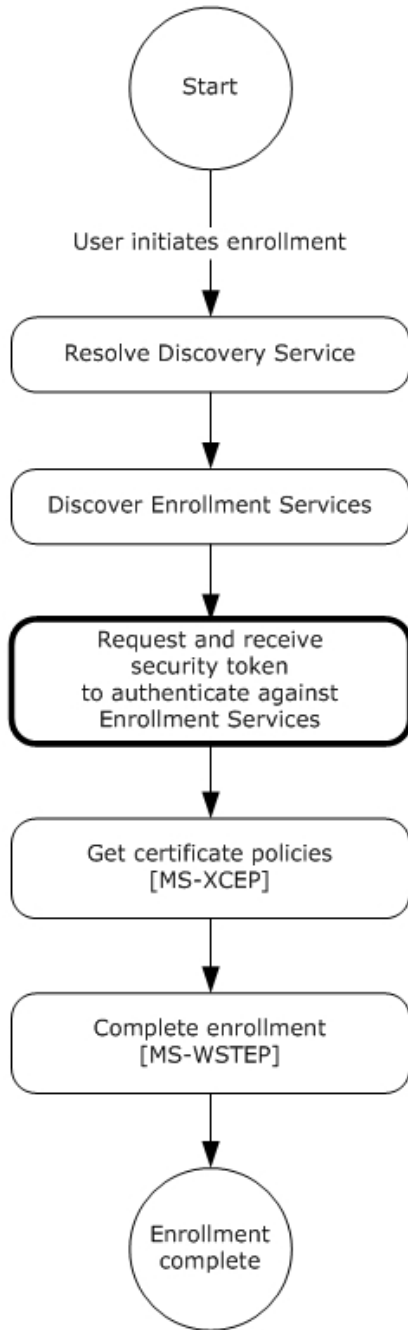 Start
User initiates enrollment
Resolve Discovery Service
Discover Enrollment Services
Request and receive
security token
to authenticate against
Enrollment Services
Get certificate policies
[MS-XCEP]
Complete enrollment
[MS-WSTEP]
Enrollment
complete